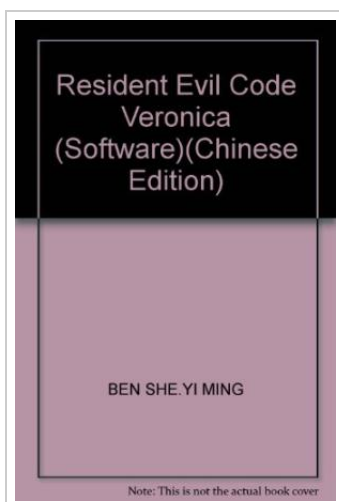 Resident Evil Code
Veronica
(Software)(Chinese
Edition)
BEN SHE.YI MING
Note: This is not the actual book cover